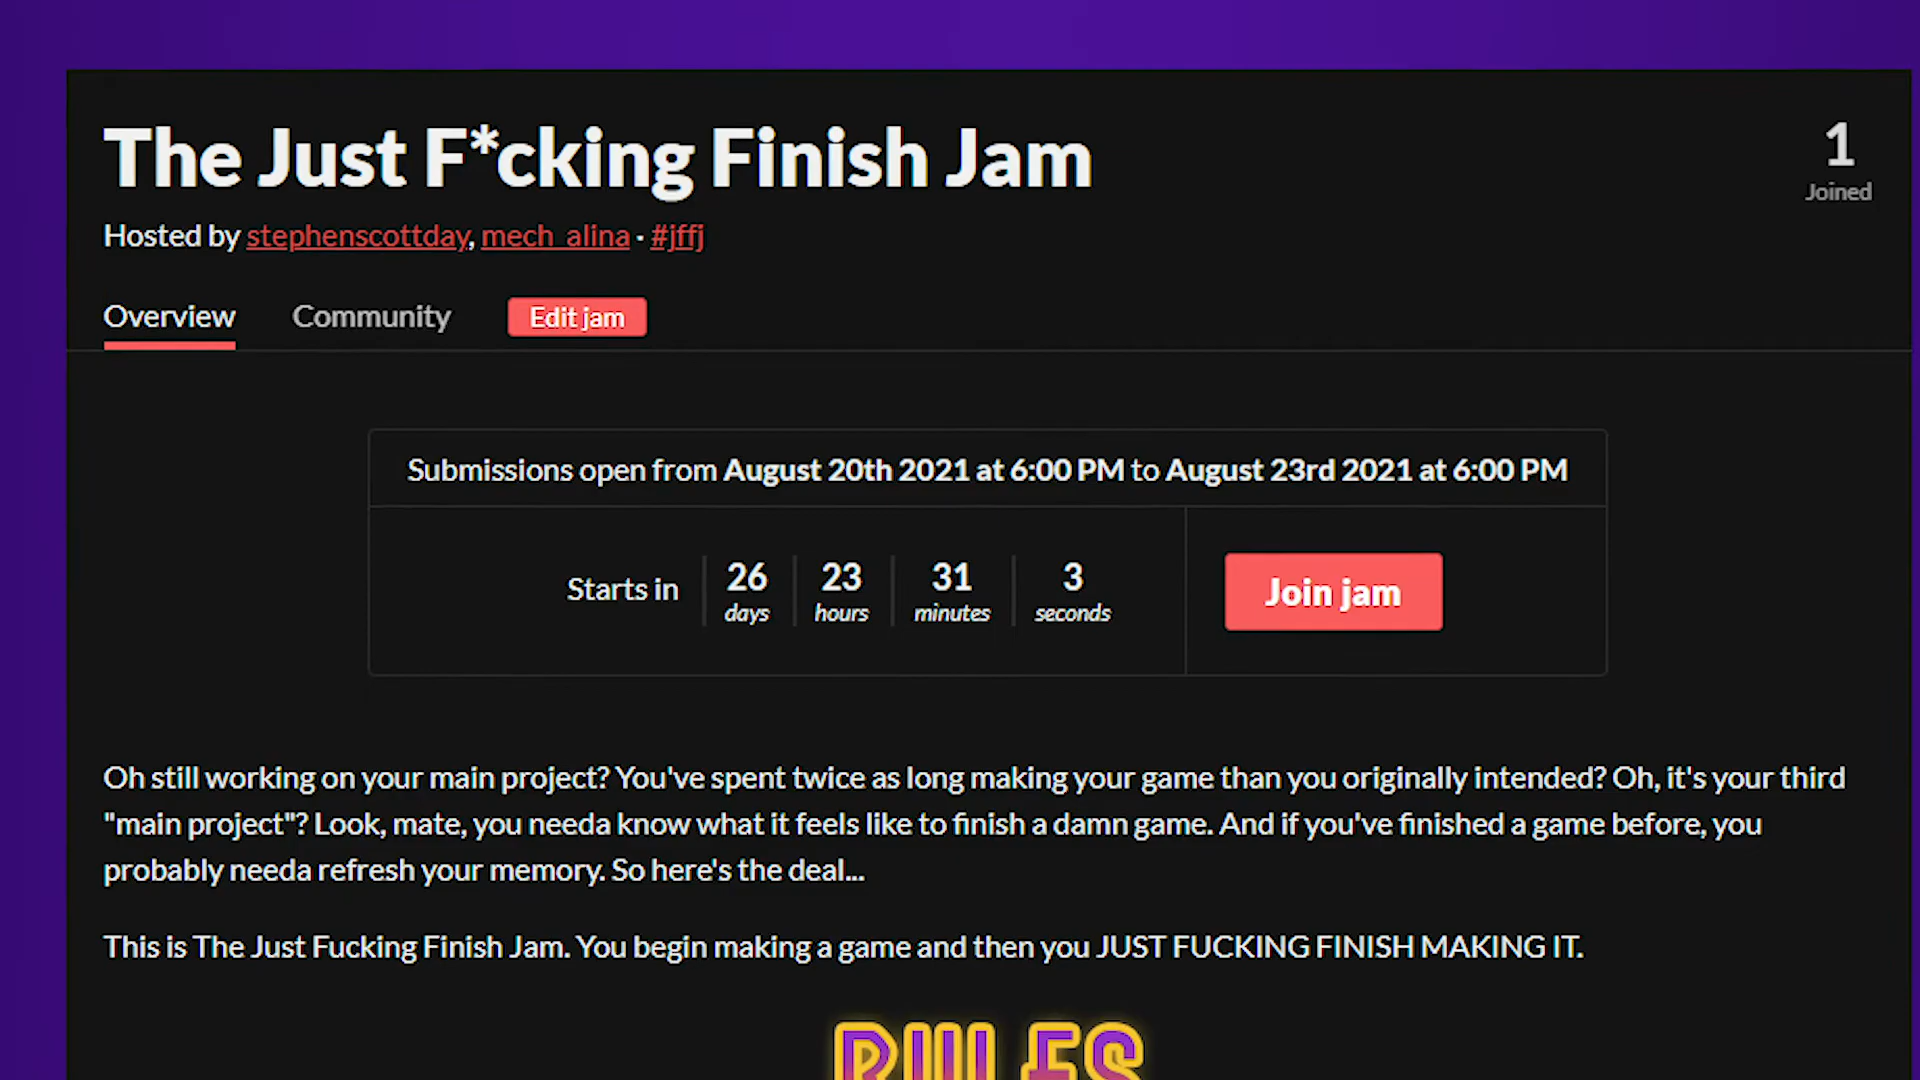 The Just F*cking Finish Jam
1
Joined
Hosted by stephenscottday, mech_alina · #jffj
Overview
Community
Edit jam
Submissions open from August 20th 2021 at 6:00 PM to August 23rd 2021 at 6:00 PM
Starts in
26
days
23
hours
31
minutes
3
seconds
Join jam
Oh still working on your main project? You've spent twice as long making your game than you originally intended? Oh, it's your third
"main project"? Look, mate, you needa know what it feels like to finish a damn game. And if you've finished a game before, you
probably needa refresh your memory. So here's the deal...
This is The Just Fucking Finish Jam. You begin making a game and then you JUST FUCKING FINISH MAKING IT.
RULES